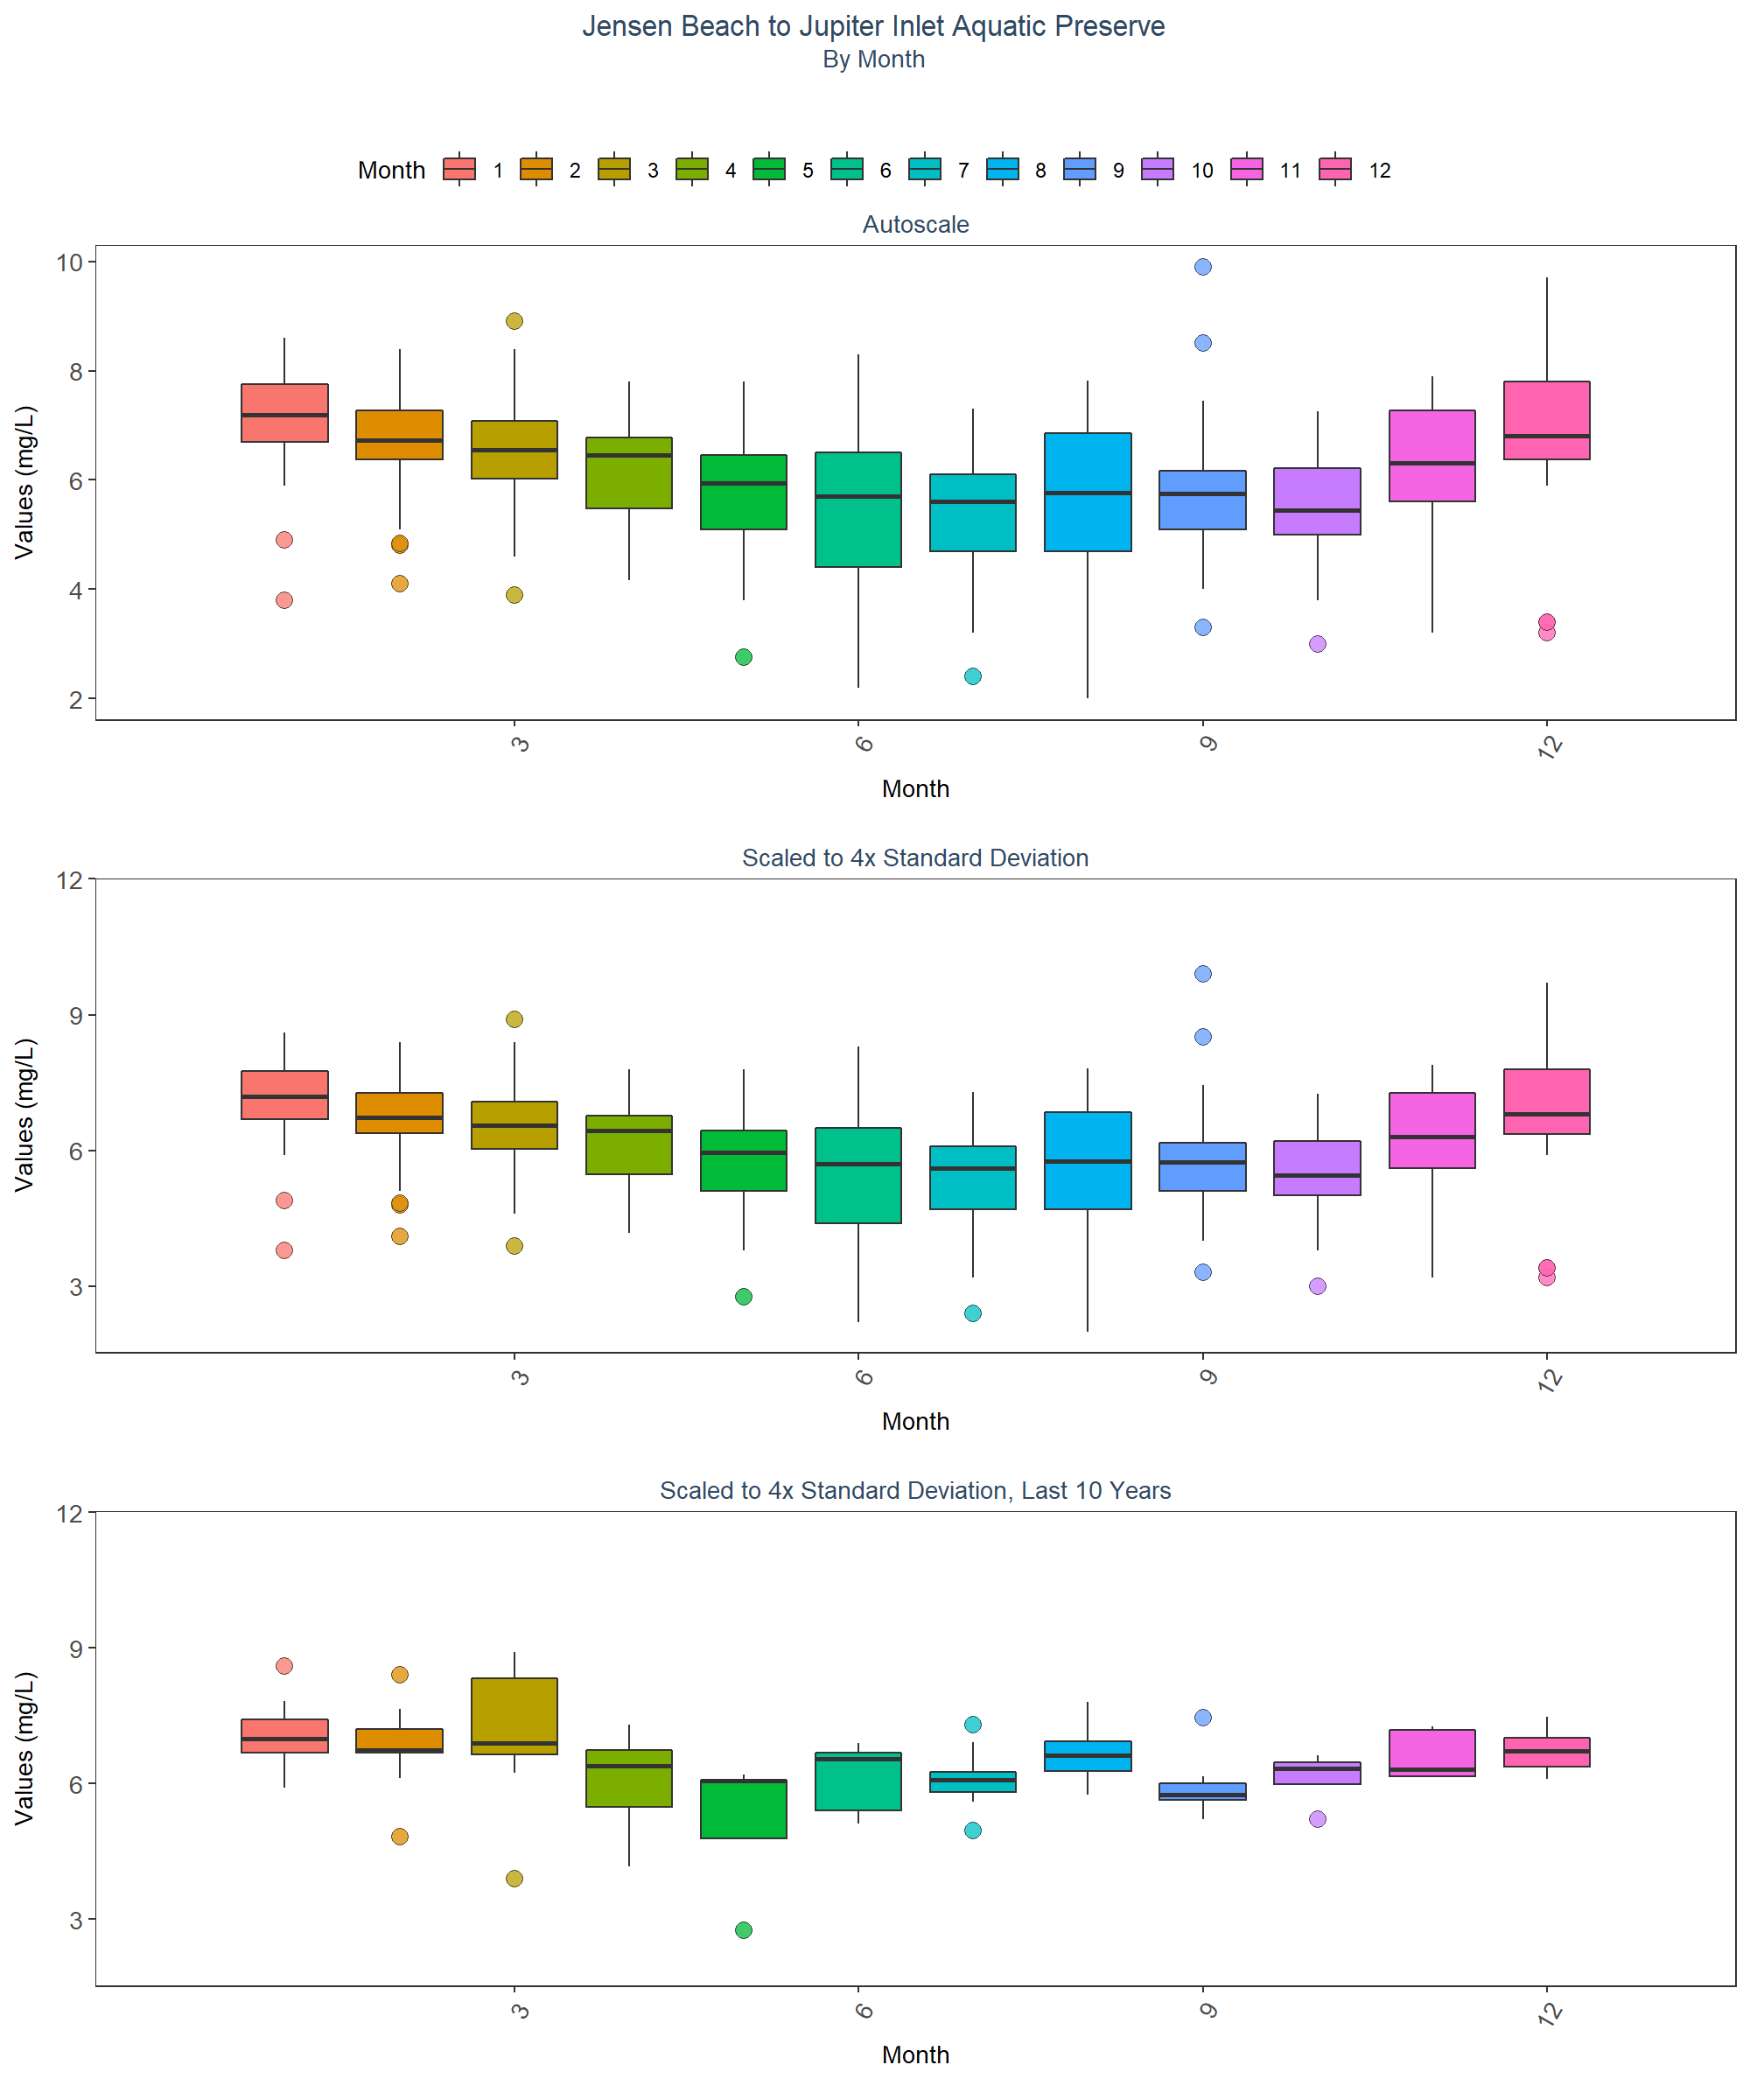 Jensen Beach to Jupiter Inlet Aquatic Preserve
By Month
Month 1 2 3 4 5 6 7 8 9 10 11 12
Autoscale
Values (mg/L)
10
8
6
4
2
3 6 9 12
Month
Scaled to 4x Standard Deviation
Values (mg/L)
12
9
6
3
3 6 9 12
Month
Scaled to 4x Standard Deviation, Last 10 Years
Values (mg/L)
12
9
6
3
3 6 9 12
Month